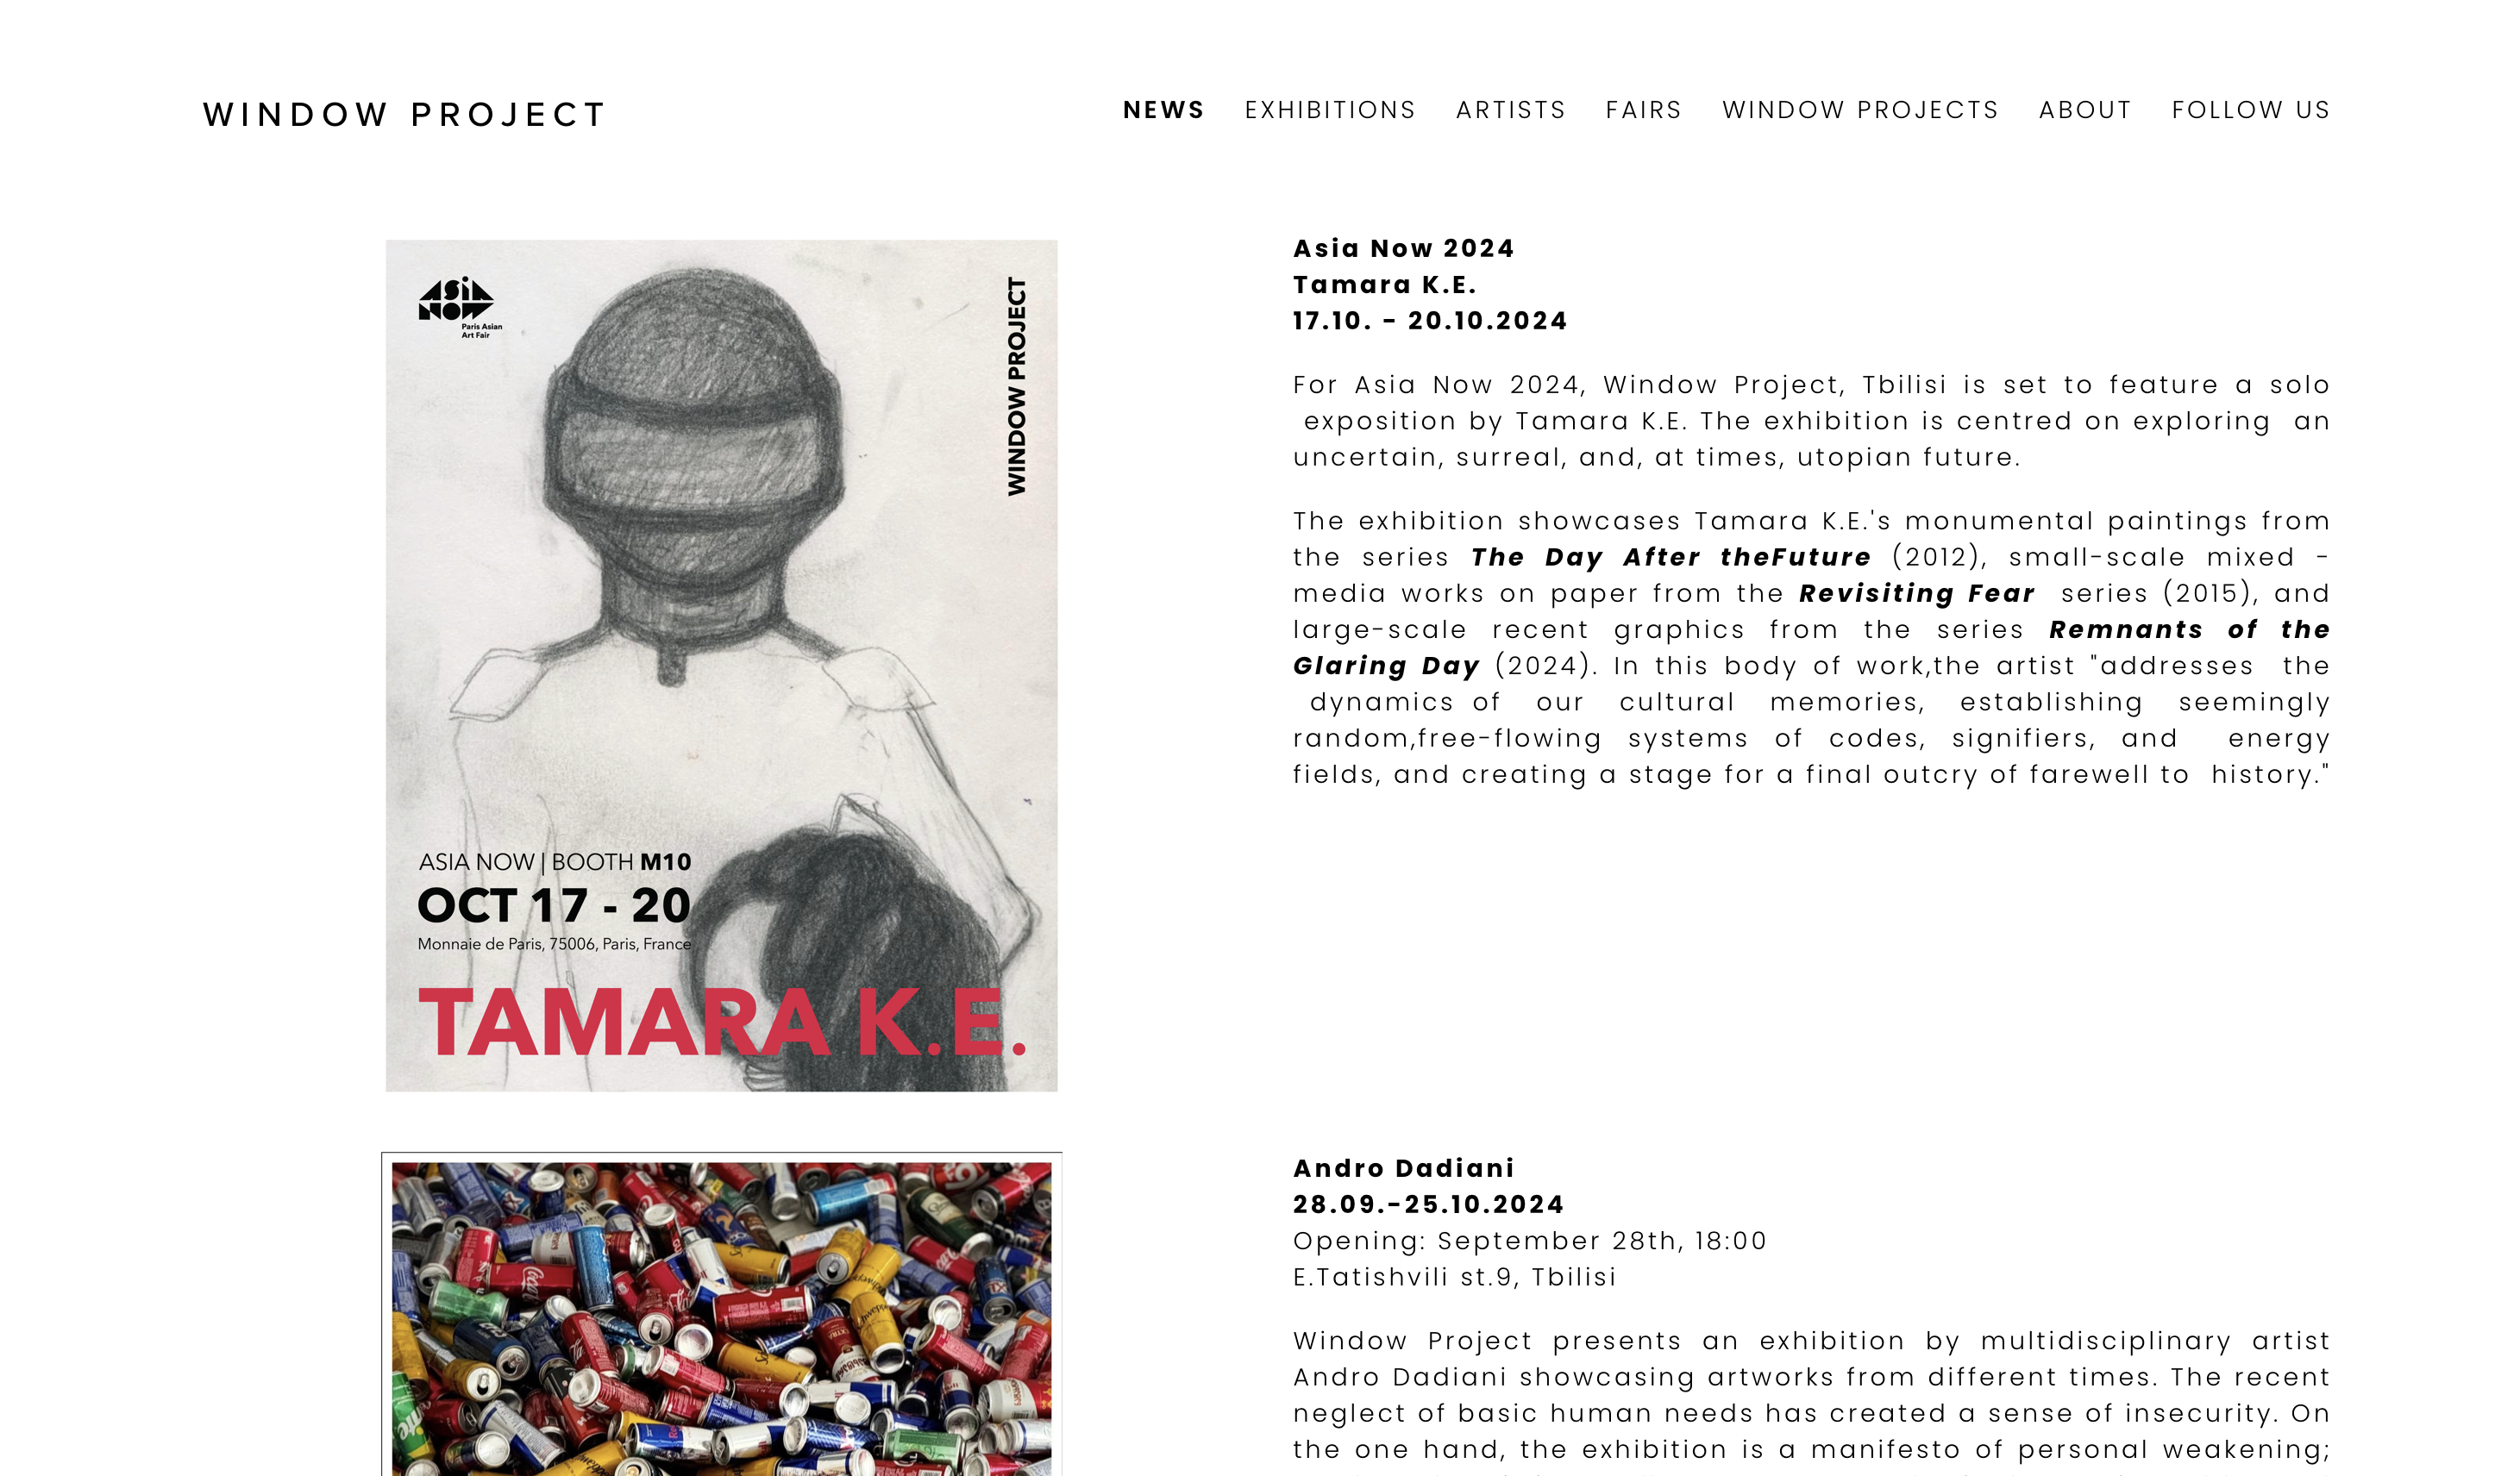 WINDOW PROJECT
NEWS EXHIBITIONS ARTISTS FAIRS WINDOW PROJECTS ABOUT FOLLOW US
ASIA
NOW
Paris Asian
Art Fair
WINDOW PROJECT
ASIA NOW | BOOTH M10
OCT 17 - 20
Monnaie de Paris, 75006, Paris, France
TAMARA K.E.
Asia Now 2024
Tamara K.E.
17.10. - 20.10.2024
For Asia Now 2024, Window Project, Tbilisi is set to feature a solo
exposition by Tamara K.E. The exhibition is centred on exploring an
uncertain, surreal, and, at times, utopian future.
The exhibition showcases Tamara K.E.'s monumental paintings from
the series The Day After theFuture (2012), small-scale mixed -
media works on paper from the Revisiting Fear series (2015), and
large-scale recent graphics from the series Remnants of the
Glaring Day (2024). In this body of work,the artist "addresses the
dynamics of our cultural memories, establishing seemingly
random,free-flowing systems of codes, signifiers, and energy
fields, and creating a stage for a final outcry of farewell to history."
Andro Dadiani
28.09.-25.10.2024
Opening: September 28th, 18:00
E.Tatishvili st.9, Tbilisi
Window Project presents an exhibition by multidisciplinary artist
Andro Dadiani showcasing artworks from different times. The recent
neglect of basic human needs has created a sense of insecurity. On
the one hand, the exhibition is a manifesto of personal weakening;